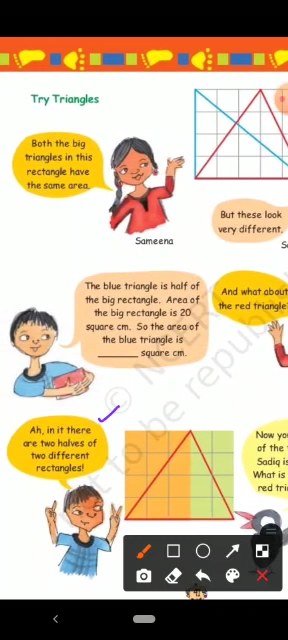 Try Triangles
Both the big
triangles in this
rectangle have
the same area.
Sameena
But these look
very different.
The blue triangle is half of
the big rectangle. Area of
the big rectangle is 20
square cm. So the area of
the blue triangle is
_______ square cm.
And what about
the red triangle?
Ah, in it there
are two halves of
two different
rectangles!
Now yo
of the
Sadiq is
What is
red tri